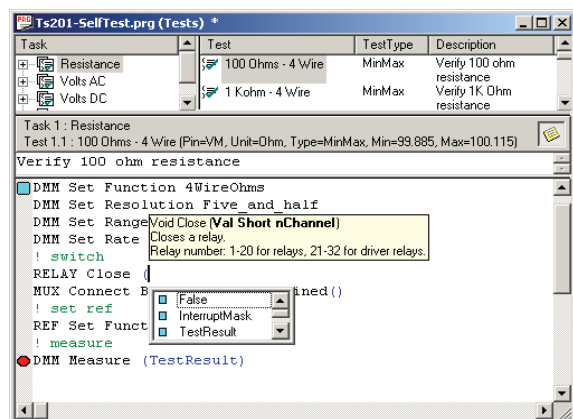 Ts201-SelfTest.prg (Tests) *
Task Test TestType Description
Resistance 100 Ohms - 4 Wire MinMax Verify 100 ohm resistance
Volts AC
Volts DC 1 Kohm - 4 Wire MinMax Verify 1K Ohm resistance
Task 1 : Resistance
Test 1.1 : 100 Ohms - 4 Wire (Pin=VM, Unit=Ohm, Type=MinMax, Min=99.885, Max=100.115)
Verify 100 ohm resistance
DMM Set Function 4WireOhms
DMM Set Resolution Five_and_half
DMM Set Range
Void Close (Val Short nChannel)
DMM Set Rate
Closes a relay.
Relay number: 1-20 for relays, 21-32 for driver relays.
! switch
RELAY Close (
MUX Connect B ined()
False
! set ref
InterruptMask
REF Set Funct
TestResult
! measure
DMM Measure (TestResult)